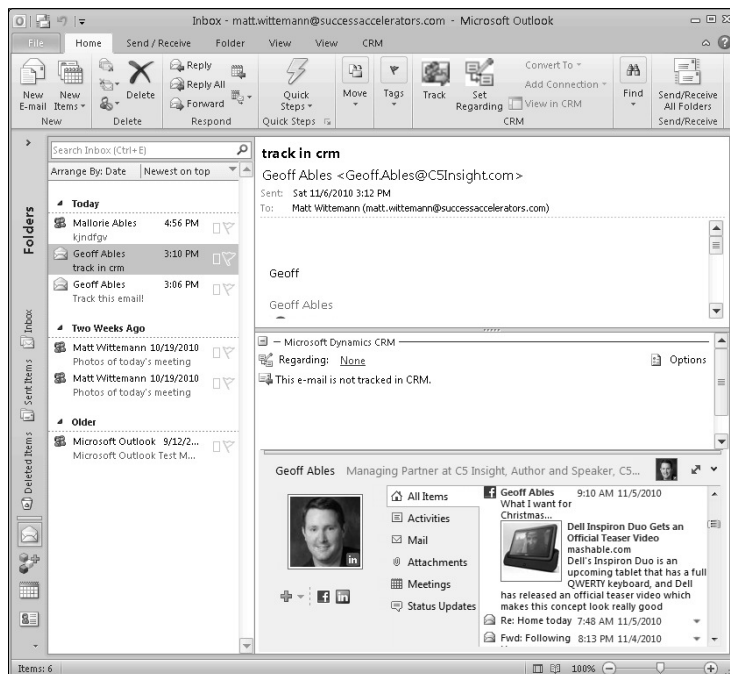 Inbox - matt.wittemann@successaccelerators.com - Microsoft Outlook
File Home Send / Receive Folder View View CRM
New E-mail
New Items
New
Delete
Delete
Reply
Reply All
Forward
Respond
Quick Steps
Quick Steps
Move
Tags
Track
Set Regarding
Convert To
Add Connection
View in CRM
CRM
Find
Send/Receive All Folders
Send/Receive
Folders
Inbox
Sent Items
Deleted Items
Search Inbox (Ctrl+E)
Arrange By: Date Newest on top
Today
Mallorie Ables 4:56 PM
kjndfgv
Geoff Ables 3:10 PM
track in crm
Geoff Ables 3:06 PM
Track this email!
Two Weeks Ago
Matt Wittemann 10/19/2010
Photos of today's meeting
Matt Wittemann 10/19/2010
Photos of today's meeting
Older
Microsoft Outlook 9/12/2...
Microsoft Outlook Test M...
track in crm
Geoff Ables <Geoff.Ables@C5Insight.com>
Sent: Sat 11/6/2010 3:12 PM
To: Matt Wittemann (matt.wittemann@successaccelerators.com)
Geoff
Geoff Ables
Microsoft Dynamics CRM
Regarding: None Options
This e-mail is not tracked in CRM.
Geoff Ables Managing Partner at C5 Insight, Author and Speaker, C5...
in
f in
All Items
Activities
Mail
Attachments
Meetings
Status Updates
f Geoff Ables 9:10 AM 11/5/2010
What I want for
Christmas...
Dell Inspiron Duo Gets an
Official Teaser Video
mashable.com
Dell's Inspiron Duo is an
upcoming tablet that has a full
QWERTY keyboard, and Dell
has released an official teaser video which
makes this concept look really good
Re: Home today 7:48 AM 11/5/2010
Fwd: Following 8:13 PM 11/4/2010
Items: 6 100%